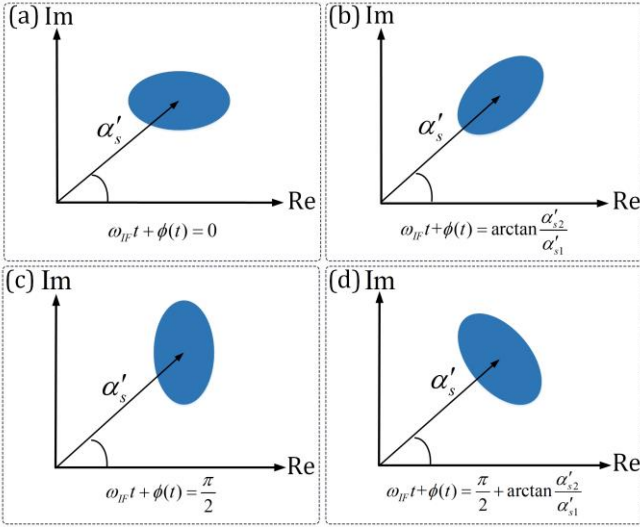 (a) Im
α′ₛ
Re
ω_IF t + ϕ(t) = 0
(b) Im
α′ₛ
Re
ω_IF t + ϕ(t) = arctan α′ₛ₂ / α′ₛ₁
(c) Im
α′ₛ
Re
ω_IF t + ϕ(t) = π / 2
(d) Im
α′ₛ
Re
ω_IF t + ϕ(t) = π / 2 + arctan α′ₛ₂ / α′ₛ₁